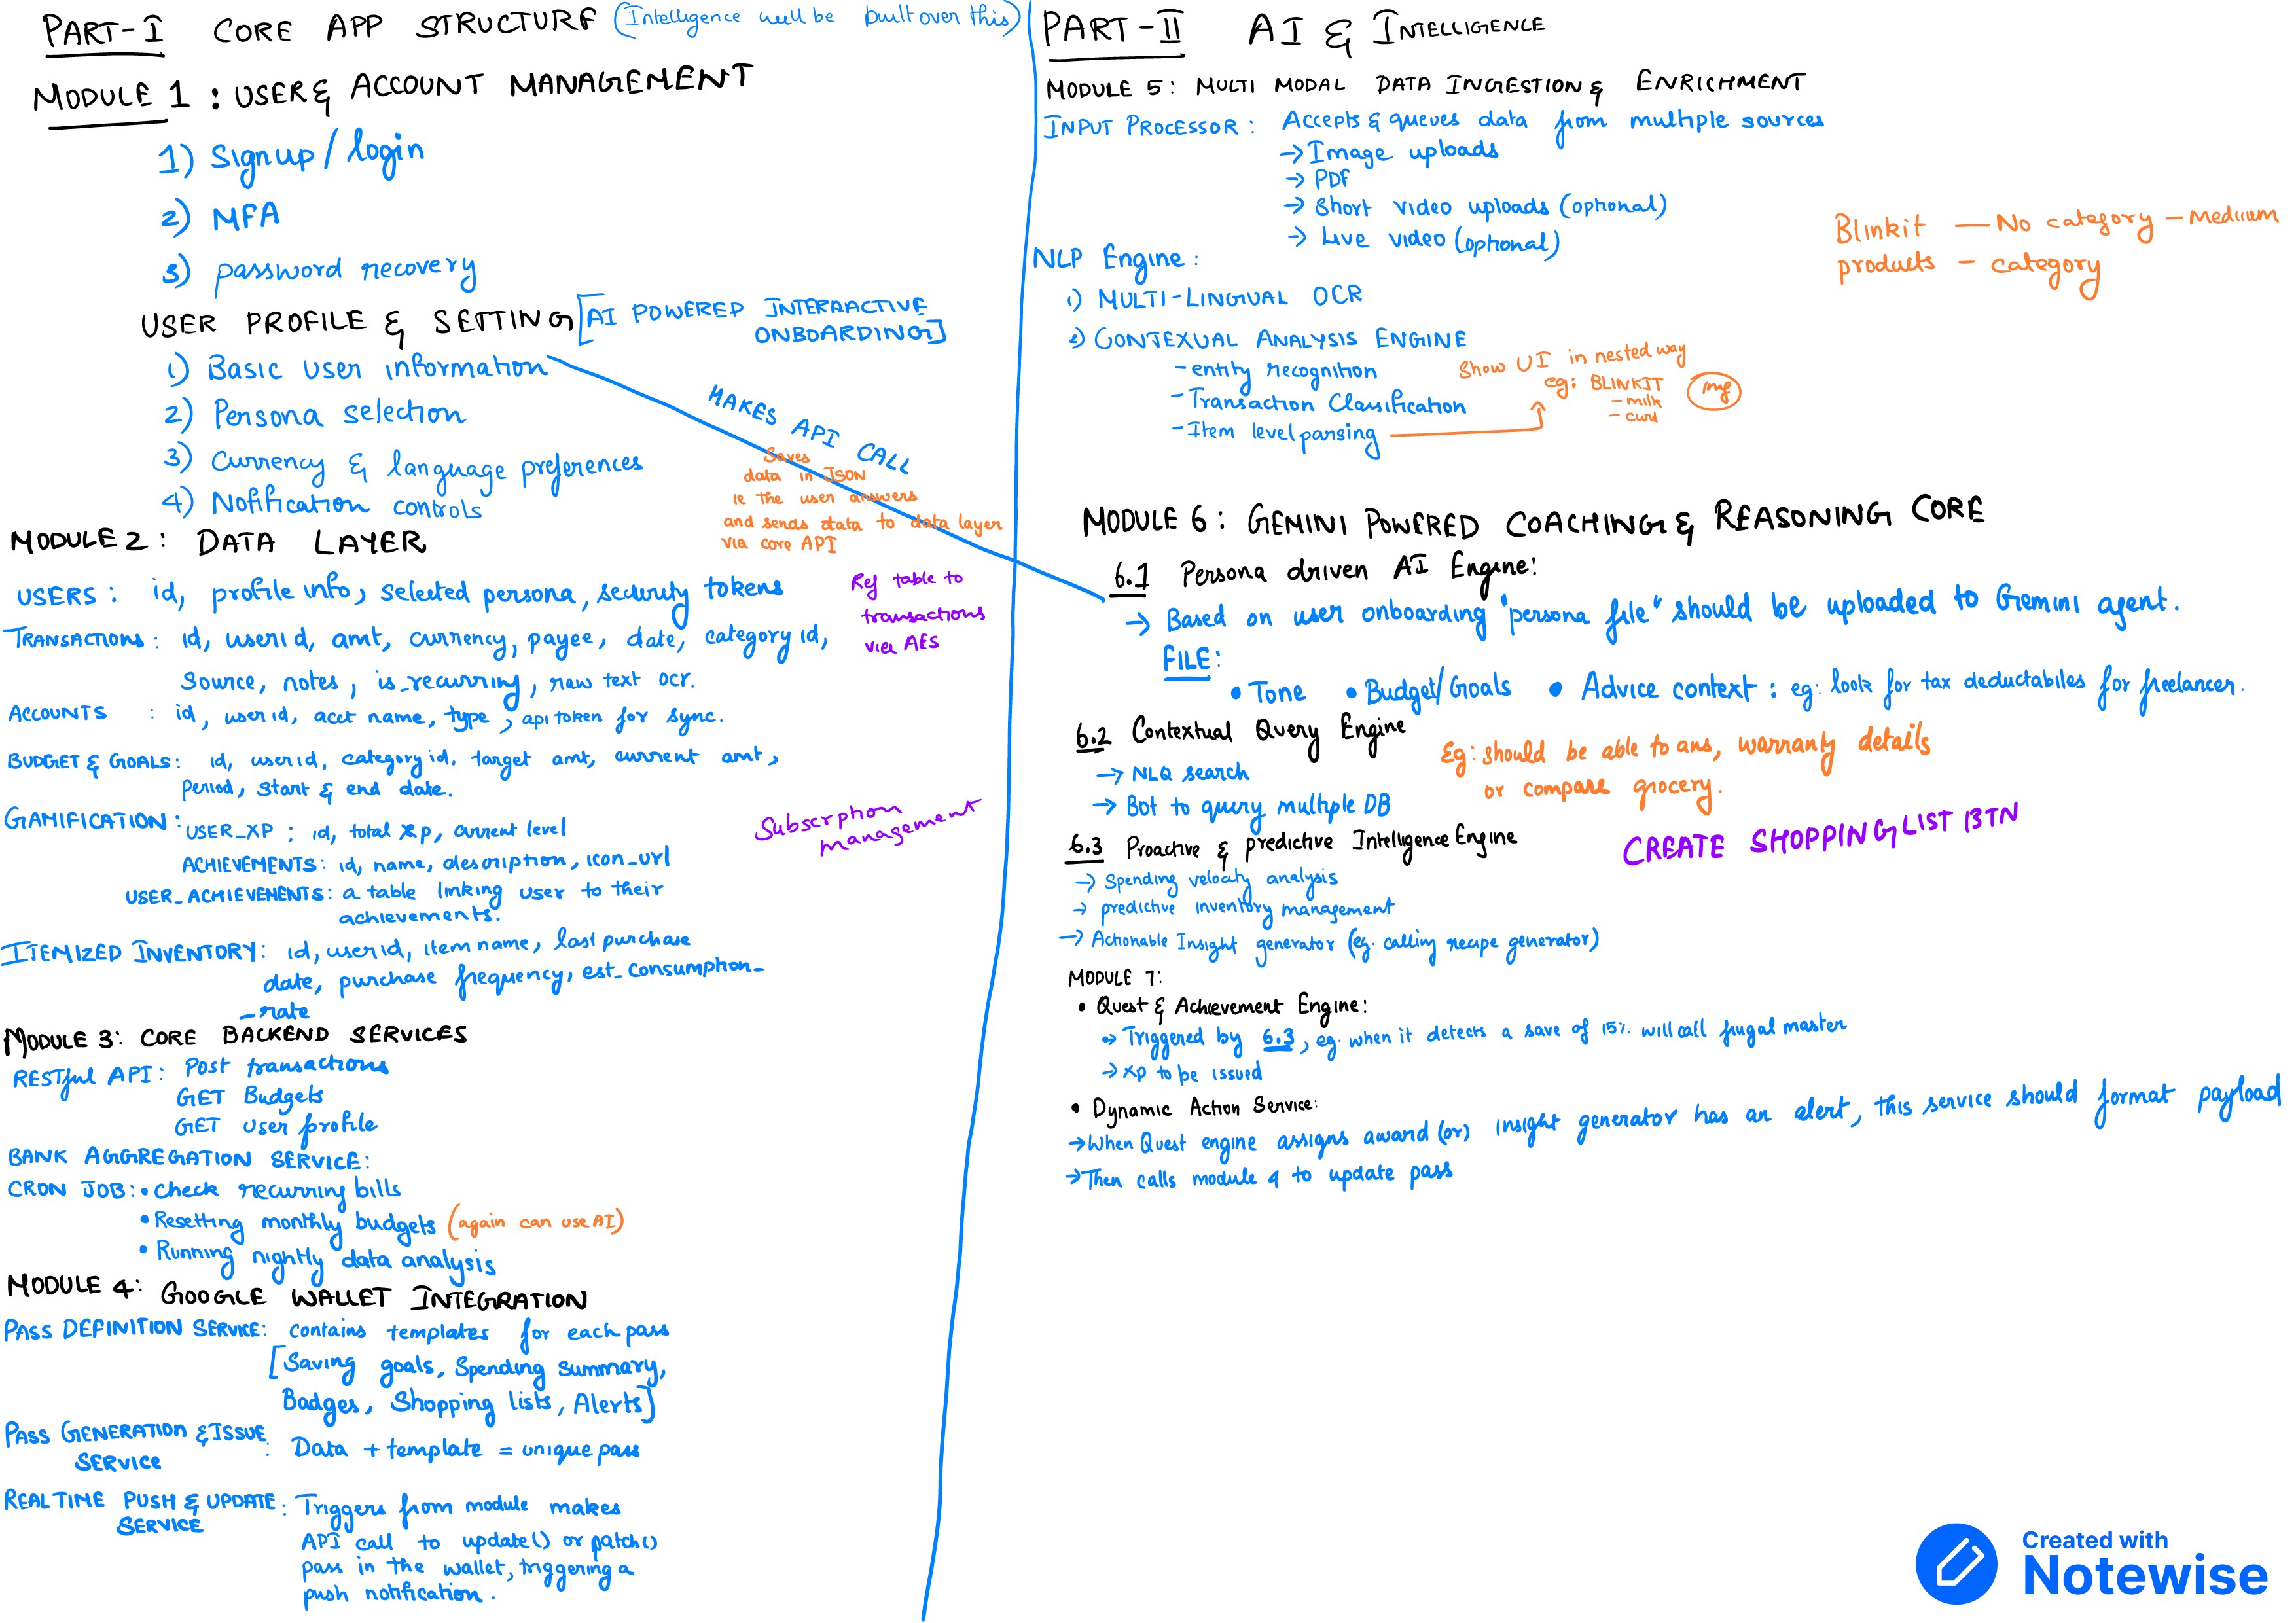 PART-I CORE APP STRUCTURE (Intelligence will be built over this)
MODULE 1 : USER & ACCOUNT MANAGEMENT
1) Signup / login
2) MFA
3) password recovery
USER PROFILE & SETTING [AI POWERED INTERAACTIVE
ONBOARDING]
1) Basic user information
2) Persona selection
3) Currency & language preferences
4) Notification controls
MAKES API CALL
Saves
data in JSON
ie the user answers
and sends data to data layer
via core API
MODULE 2 : DATA LAYER
USERS : id, profile info, selected persona, security tokens
TRANSACTIONS : id, userid, amt, currency, payee, date, category id,
Source, notes, is_recurring, raw text ocr.
Ref table to
transactions
via AES
ACCOUNTS : id, userid, acct name, type, api token for sync.
BUDGET & GOALS : id, userid, category id, target amt, current amt,
period, start & end date.
GAMIFICATION : USER_XP : id, total xp, current level
ACHIEVEMENTS : id, name, description, icon_url
USER_ACHIEVEMENTS : a table linking user to their
achievements.
Subscrption
management
ITEMIZED INVENTORY : id, userid, item name, last purchase
date, purchase frequency, est_consumption_
_rate
MODULE 3: CORE BACKEND SERVICES
RESTful API : Post transactions
GET Budgets
GET user profile
BANK AGGREGATION SERVICE :
CRON JOB : • Check recurring bills
• Resetting monthly budgets (again can use AI)
• Running nightly data analysis
MODULE 4: GOOGLE WALLET INTEGRATION
PASS DEFINITION SERVICE : contains templates for each pass
[Saving goals, Spending summary,
Badges, Shopping lists, Alerts]
PASS GENERATION & ISSUE
SERVICE : Data + template = unique pass
REAL TIME PUSH & UPDATE
SERVICE : Triggers from module makes
API call to update() or patch()
pass in the wallet, triggering a
push notification.
PART-II AI & INTELLIGENCE
MODULE 5: MULTI MODAL DATA INGESTION & ENRICHMENT
INPUT PROCESSOR : Accepts & queues data from multiple sources
→ Image uploads
→ PDF
→ Short video uploads (optional)
→ Live video (optional)
Blinkit — No category — Medium
products — category
NLP Engine :
1) MULTI-LINGUAL OCR
2) CONTEXUAL ANALYSIS ENGINE
- entity recognition
- Transaction Classification
- Item level parsing
Show UI in nested way
eg: BLINKIT
- milk
- curd
img
MODULE 6 : GEMINI POWERED COACHING & REASONING CORE
6.1 Persona driven AI Engine:
→ Based on user onboarding "persona file" should be uploaded to Gemini agent.
FILE:
• Tone • Budget/Goals • Advice context : eg: look for tax deductabiles for freelancer.
6.2 Contextual Query Engine
→ NLQ search
→ Bot to query multiple DB
Eg: should be able to ans, warranty details
or compare grocery.
6.3 Proactive & predictive Intelligence Engine
→ Spending velocity analysis
→ predictive inventory management
→ Actionable Insight generator (eg. calling recipe generator)
CREATE SHOPPING LIST BTN
MODULE 7:
• Quest & Achievement Engine:
→ Triggered by 6.3, eg. when it detects a save of 15% will call frugal master
→ xp to be issued
• Dynamic Action Service:
→ When Quest engine assigns award (or) insight generator has an alert, this service should format payload
→ Then calls module 4 to update pass
Created with
Notewise